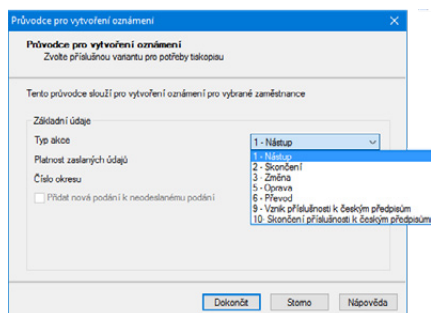 Průvodce pro vytvoření oznámení
Průvodce pro vytvoření oznámení
Zvolte příslušnou variantu pro potřeby tiskopisu
Tento průvodce slouží pro vytvoření oznámení pro vybrané zaměstnance
Základní údaje
Typ akce
1 - Nástup
Platnost zaslaných údajů
Číslo okresu
Přidat nová podání k neodeslanému podání
1 - Nástup
2 - Skončení
3 - Změna
5 - Oprava
6 - Převod
9 - Vznik příslušnosti k českým předpisům
10- Skončení příslušnosti k českým předpisům
Dokončit
Storno
Nápověda